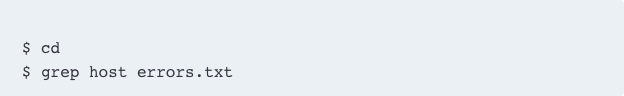 $ cd
$ grep host errors.txt